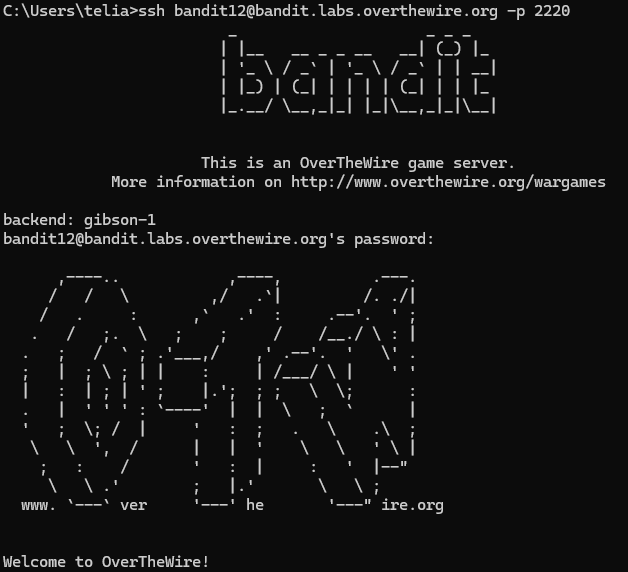 C:\Users\telia>ssh bandit12@bandit.labs.overthewire.org -p 2220
bandit
This is an OverTheWire game server.
More information on http://www.overthewire.org/wargames
backend: gibson-1
bandit12@bandit.labs.overthewire.org's password:
www. ver he ire.org
Welcome to OverTheWire!